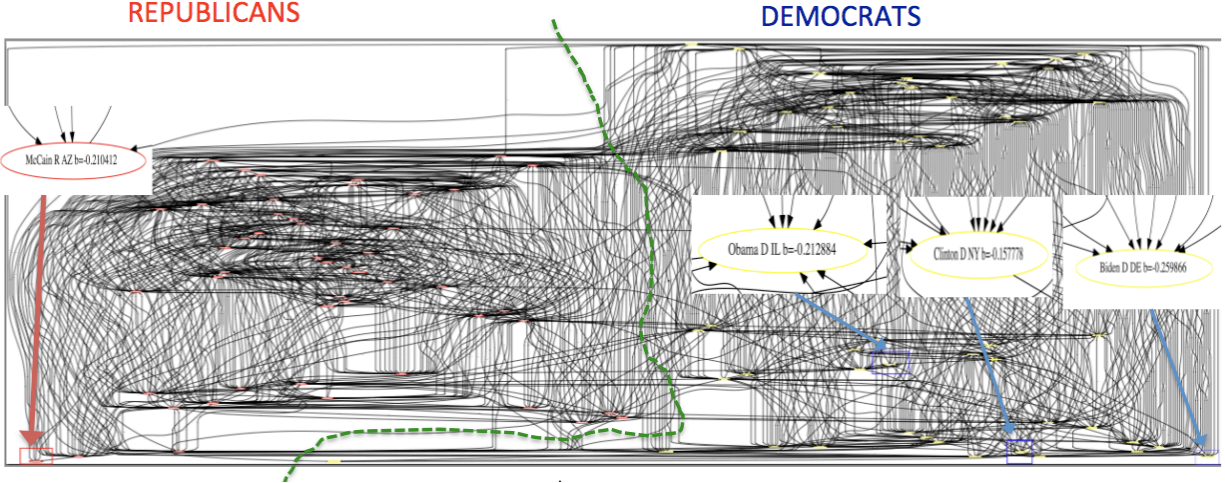 REPUBLICANS
DEMOCRATS
McCain R AZ b=-0.210412
Obama D IL b=-0.212884
Clinton D NY b=-0.157778
Biden D DE b=-0.259866